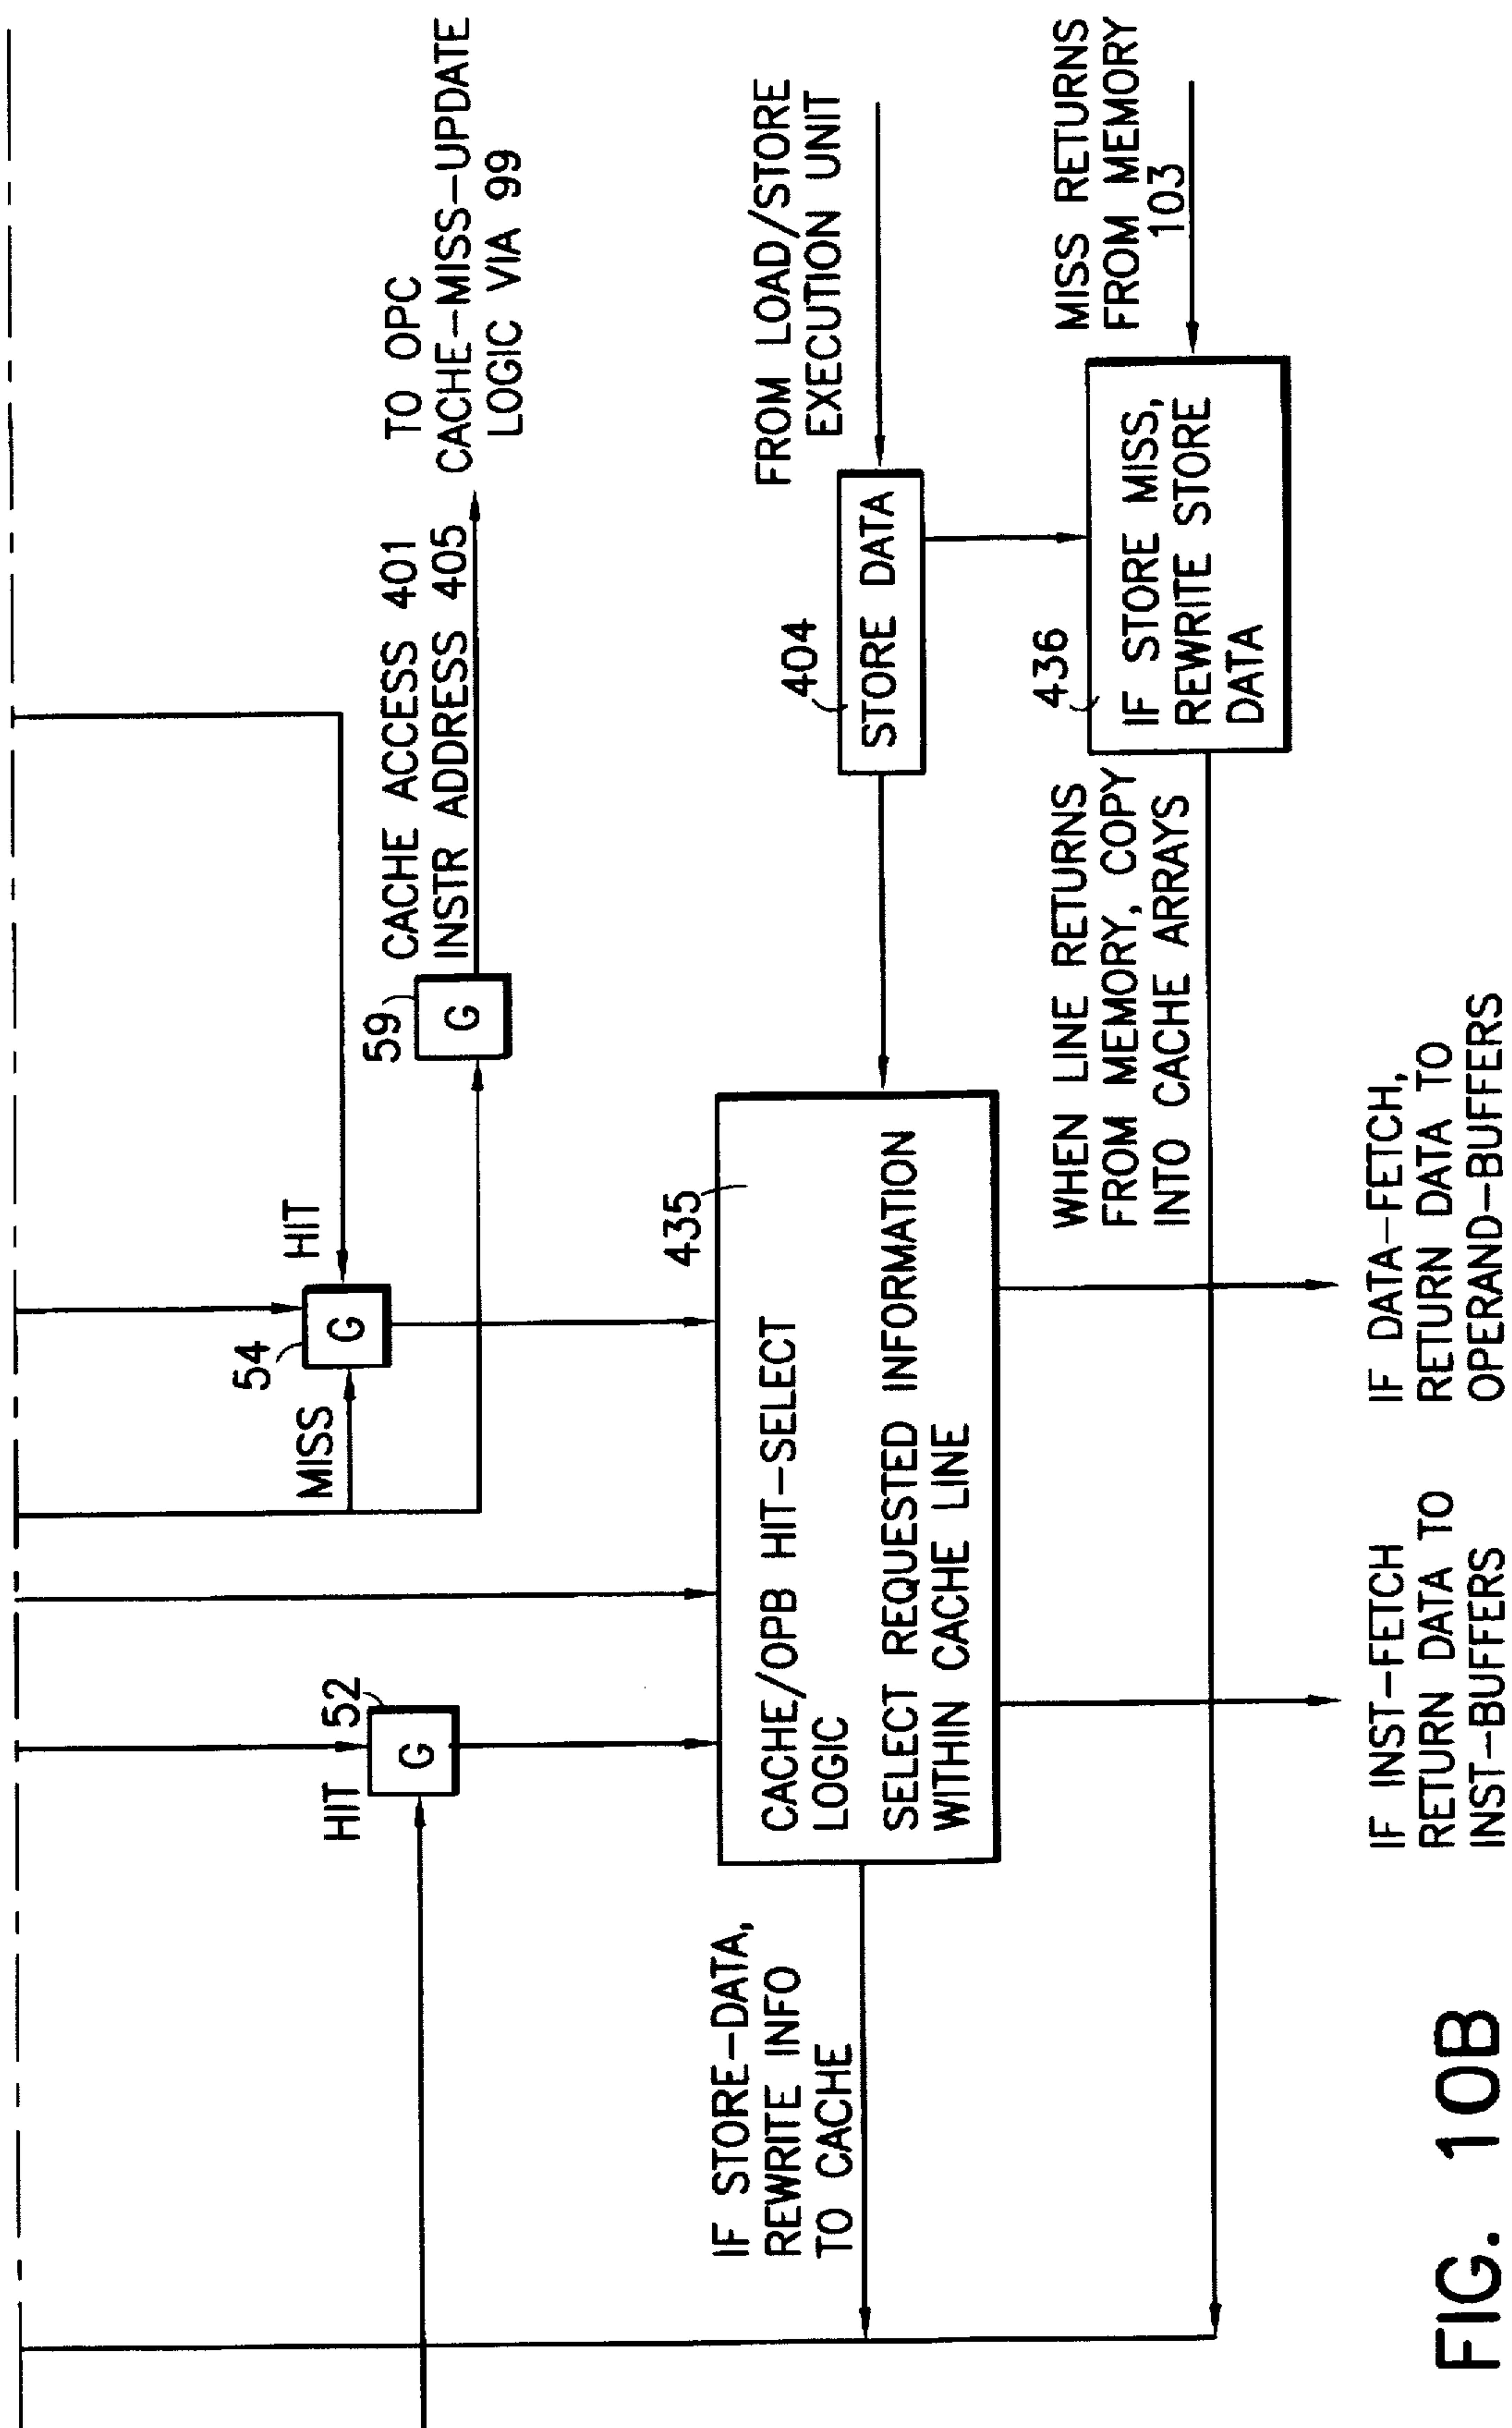 TO OPC
CACHE-MISS-UPDATE
LOGIC VIA 99
CACHE ACCESS 401
INSTR ADDRESS 405
59
G
HIT
54
G
MISS
52
HIT
G
FROM LOAD/STORE
EXECUTION UNIT
404
STORE DATA
435
CACHE/OPB HIT-SELECT
LOGIC
SELECT REQUESTED INFORMATION
WITHIN CACHE LINE
IF STORE-DATA,
REWRITE INFO
TO CACHE
MISS RETURNS
FROM MEMORY
103
436
IF STORE MISS,
REWRITE STORE
DATA
WHEN LINE RETURNS
FROM MEMORY, COPY
INTO CACHE ARRAYS
IF INST-FETCH
RETURN DATA TO
INST-BUFFERS
IF DATA-FETCH,
RETURN DATA TO
OPERAND-BUFFERS
FIG. 10B